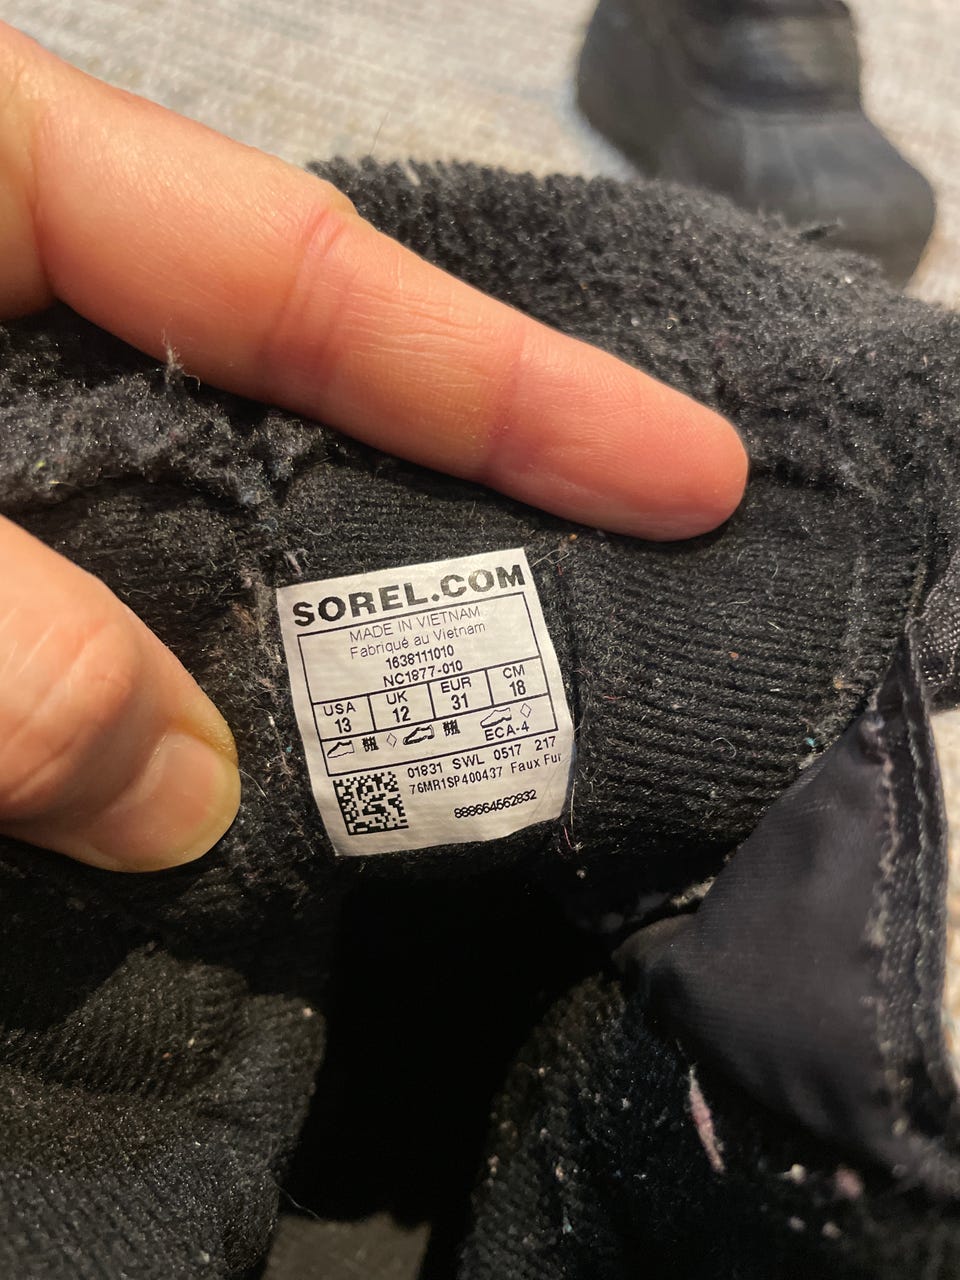 SOREL.COM
MADE IN VIETNAM
Fabriqué au Vietnam
1638111010
NC1877-010
USA UK EUR CM
13 12 31 18
ECA-4
01831 SWL 0517 217
76MR1SP400437 Faux Fur
888664562832